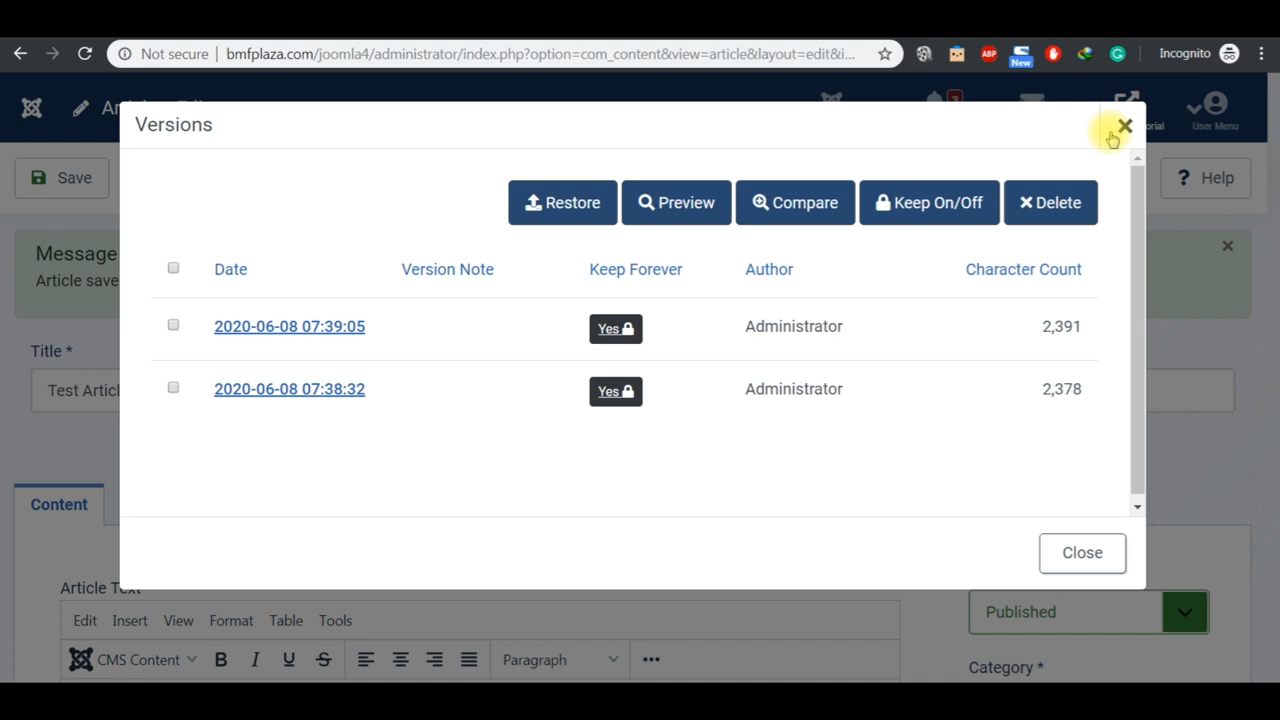 Not secure | bmfplaza.com/joomla4/administrator/index.php?option=com_content&view=article&layout=edit&i...
ABP
New
Incognito
3
User Menu
Versions
Save
Help
Restore
Preview
Compare
Keep On/Off
Delete
Message
Article save
Date Version Note Keep Forever Author Character Count
2020-06-08 07:39:05 Yes Administrator 2,391
Title *
2020-06-08 07:38:32 Yes Administrator 2,378
Test Articl
Content
Close
Article Text
Published
Edit Insert View Format Table Tools
CMS Content B I U S Paragraph ...
Category *